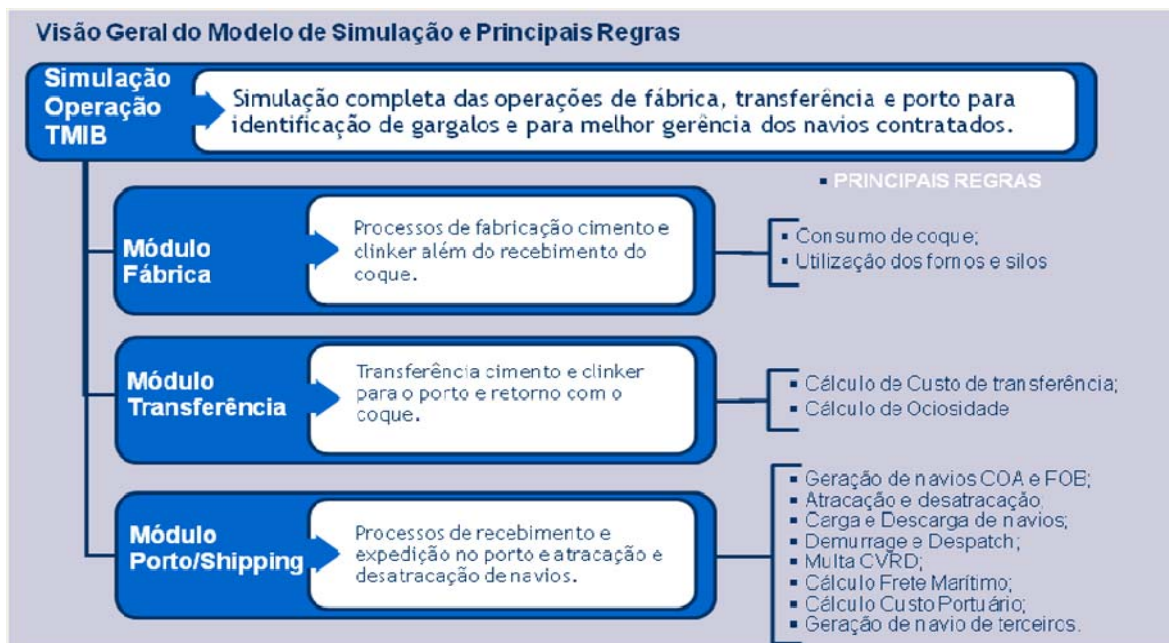 Visão Geral do Modelo de Simulação e Principais Regras
Simulação
Operação
TMIB
Simulação completa das operações de fábrica, transferência e porto para
identificação de gargalos e para melhor gerência dos navios contratados.
▪ PRINCIPAIS REGRAS
Módulo
Fábrica
Processos de fabricação cimento e
clinker além do recebimento do
coque.
▪ Consumo de coque;
▪ Utilização dos fornos e silos
Módulo
Transferência
Transferência cimento e clinker
para o porto e retorno com o
coque.
▪ Cálculo de Custo de transferência;
▪ Cálculo de Ociosidade
Módulo
Porto/Shipping
Processos de recebimento e
expedição no porto e atracação e
desatracação de navios.
▪ Geração de navios COA e FOB;
▪ Atracação e desatracação;
▪ Carga e Descarga de navios;
▪ Demurrage e Despatch;
▪ Multa CVRD;
▪ Cálculo Frete Marítimo;
▪ Cálculo Custo Portuário;
▪ Geração de navio de terceiros.